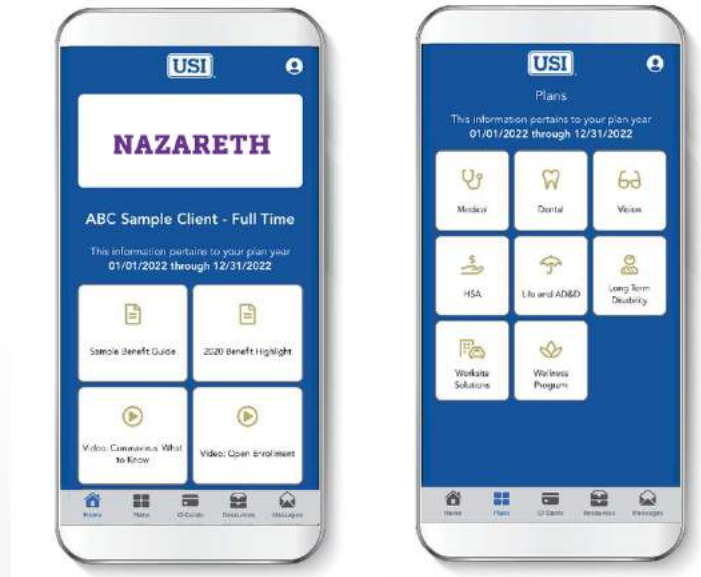 USI
NAZARETH
ABC Sample Client - Full Time
This information pertains to your plan year
01/01/2022 through 12/31/2022
Sample Benefit Guide
2020 Benefit Highlight
Video: Coronavirus What
to Know
Video: Open Enrollment
Home
Plans
ID Cards
Resources
Messages
USI
Plans
This information pertains to your plan year
01/01/2022 through 12/31/2022
Medical
Dental
Vision
HSA
Life and AD&D
Long Term
Disability
Worksite
Solutions
Wellness
Program
Home
Plans
ID Cards
Resources
Messages